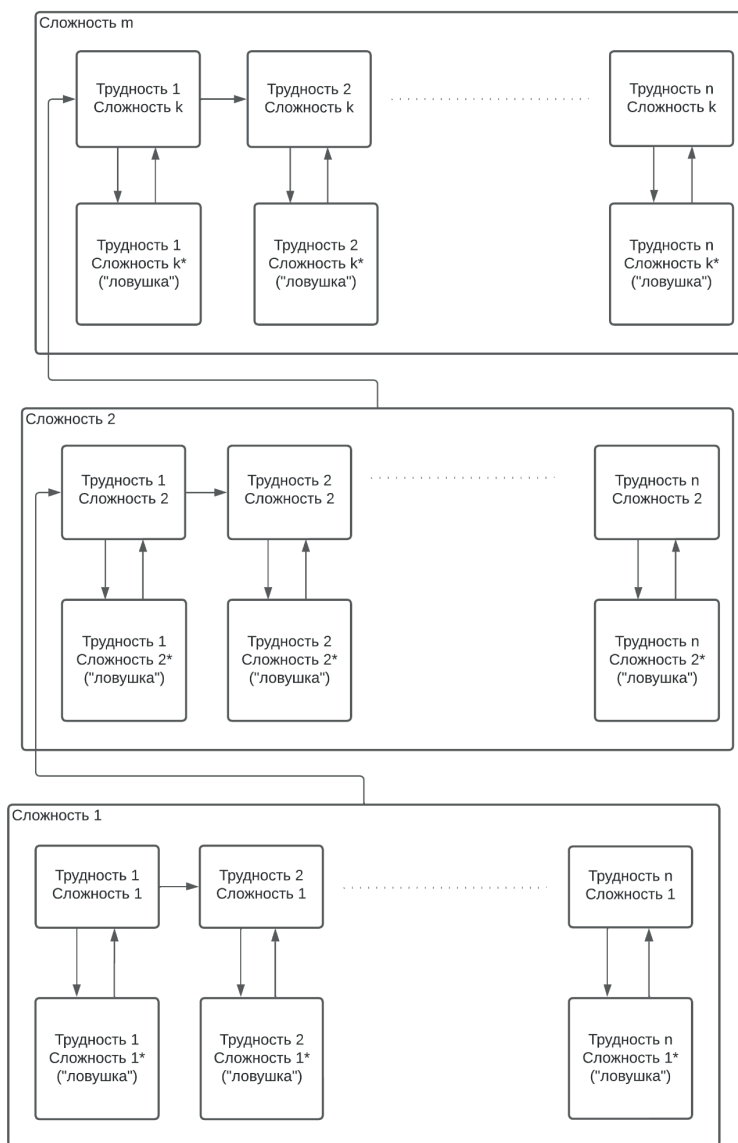 Сложность m
Трудность 1
Сложность k
Трудность 2
Сложность k
Трудность n
Сложность k
Трудность 1
Сложность k*
("ловушка")
Трудность 2
Сложность k*
("ловушка")
Трудность n
Сложность k*
("ловушка")
Сложность 2
Трудность 1
Сложность 2
Трудность 2
Сложность 2
Трудность n
Сложность 2
Трудность 1
Сложность 2*
("ловушка")
Трудность 2
Сложность 2*
("ловушка")
Трудность n
Сложность 2*
("ловушка")
Сложность 1
Трудность 1
Сложность 1
Трудность 2
Сложность 1
Трудность n
Сложность 1
Трудность 1
Сложность 1*
("ловушка")
Трудность 2
Сложность 1*
("ловушка")
Трудность n
Сложность 1*
("ловушка")